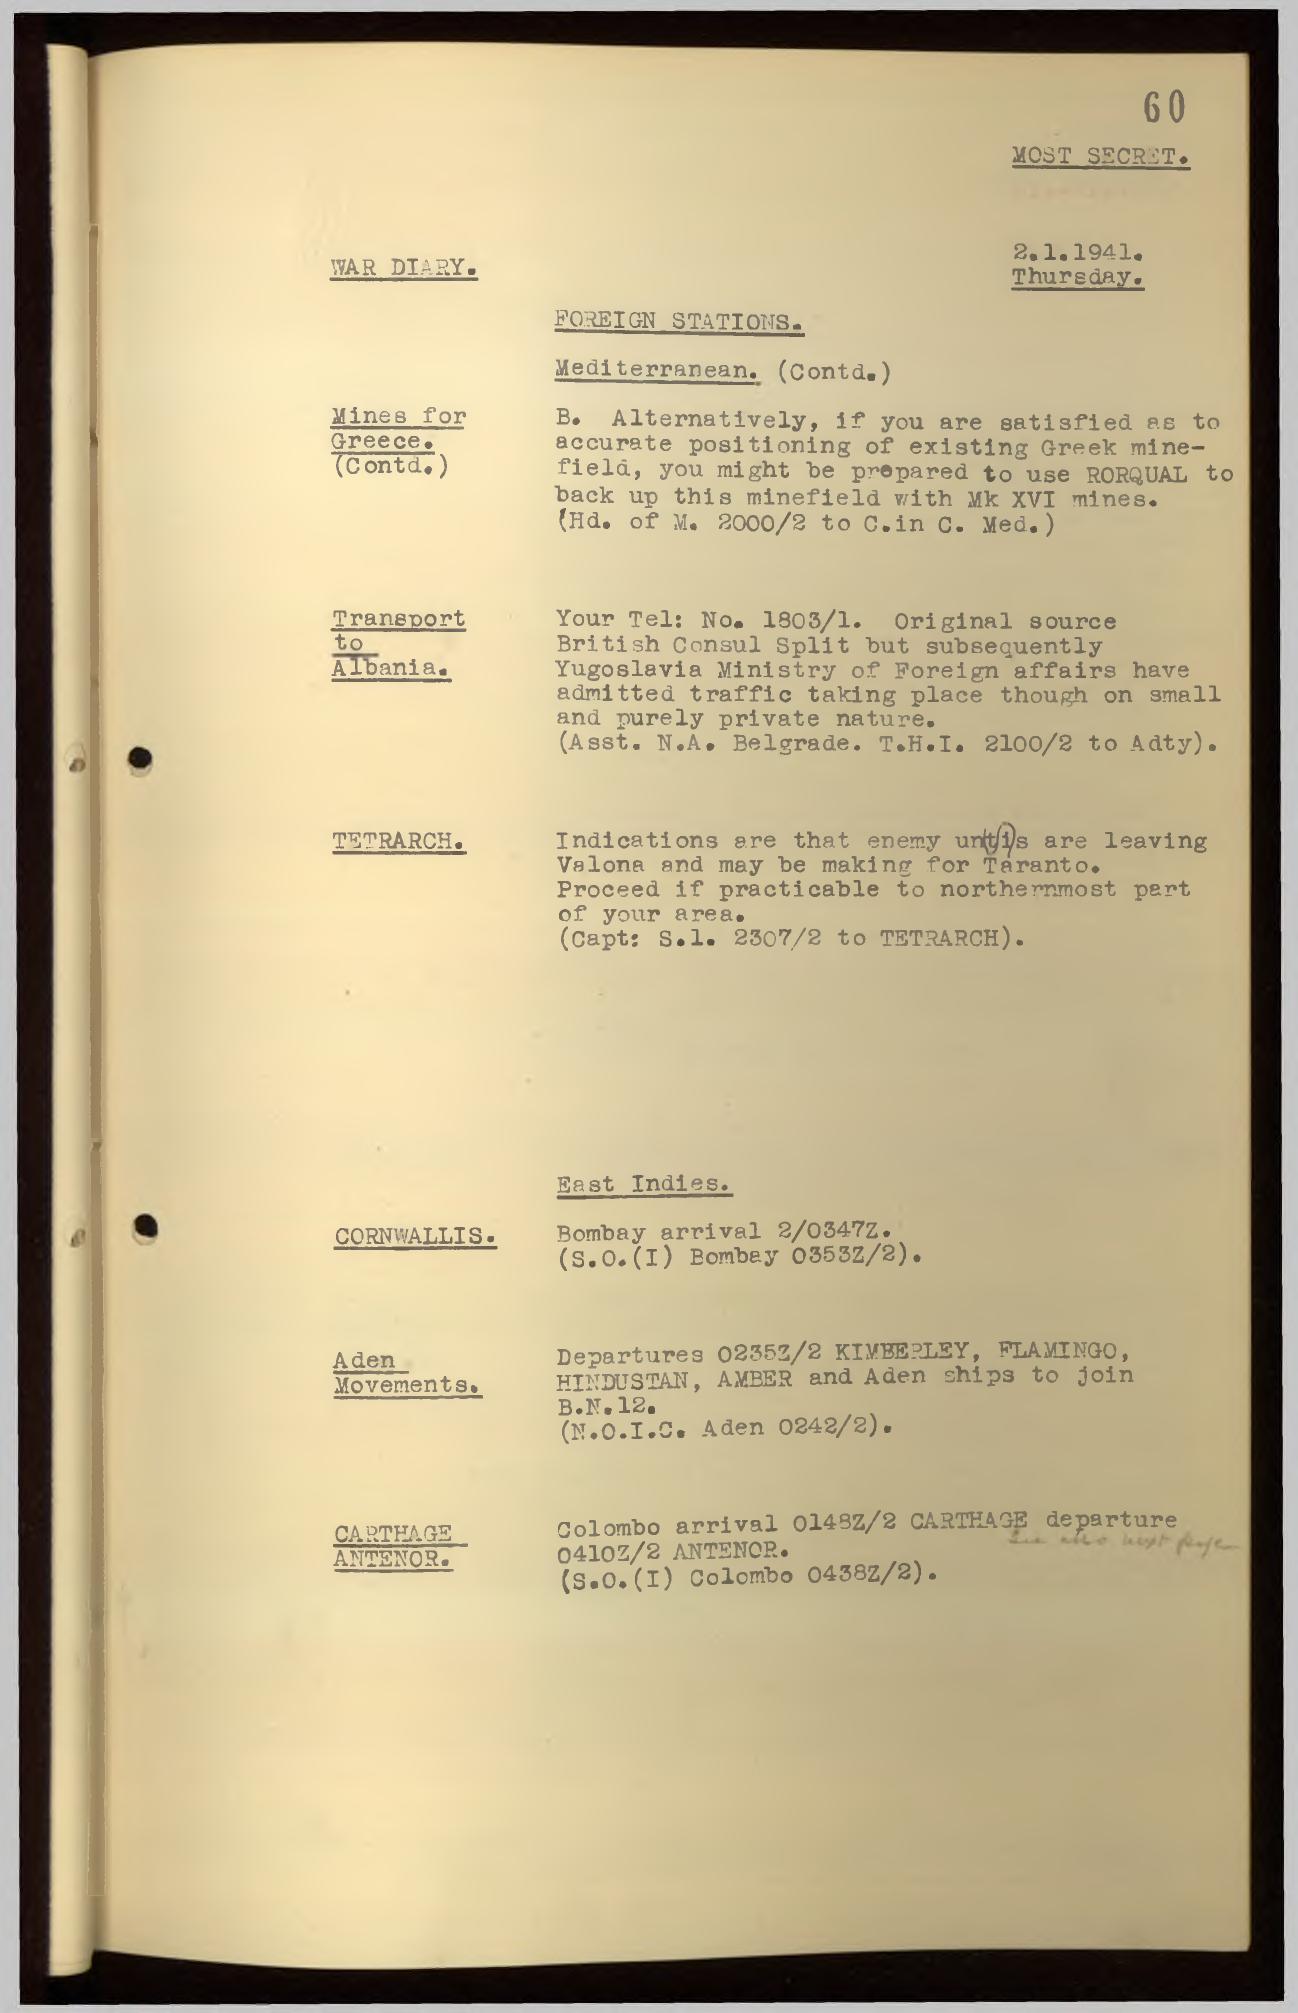 60
MOST SECRET.
WAR DIARY.
2.1.1941.
Thursday.
FOREIGN STATIONS.
Mediterranean. (Contd.)
Mines for
Greece.
(Contd.)
B. Alternatively, if you are satisfied as to
accurate positioning of existing Greek mine-
field, you might be prepared to use RORQUAL to
back up this minefield with Mk XVI mines.
(Hd. of M. 2000/2 to C.in C. Med.)
Transport
to
Albania.
Your Tel: No. 1803/1. Original source
British Consul Split but subsequently
Yugoslavia Ministry of Foreign affairs have
admitted traffic taking place though on small
and purely private nature.
(Asst. N.A. Belgrade. T.H.I. 2100/2 to Adty).
TETRARCH.
Indications are that enemy untis are leaving
Valona and may be making for Taranto.
Proceed if practicable to northernmost part
of your area.
(Capt: S.1. 2307/2 to TETRARCH).
East Indies.
CORNWALLIS.
Bombay arrival 2/0347Z.
(S.O.(I) Bombay 0353Z/2).
Aden
Movements.
Departures 0235Z/2 KIMBERLEY, FLAMINGO,
HINDUSTAN, AMBER and Aden ships to join
B.N.12.
(N.O.I.C. Aden 0242/2).
CARTHAGE
ANTENOR.
Colombo arrival 0148Z/2 CARTHAGE departure
0410Z/2 ANTENOR.
See also next page
(S.O.(I) Colombo 0438Z/2).